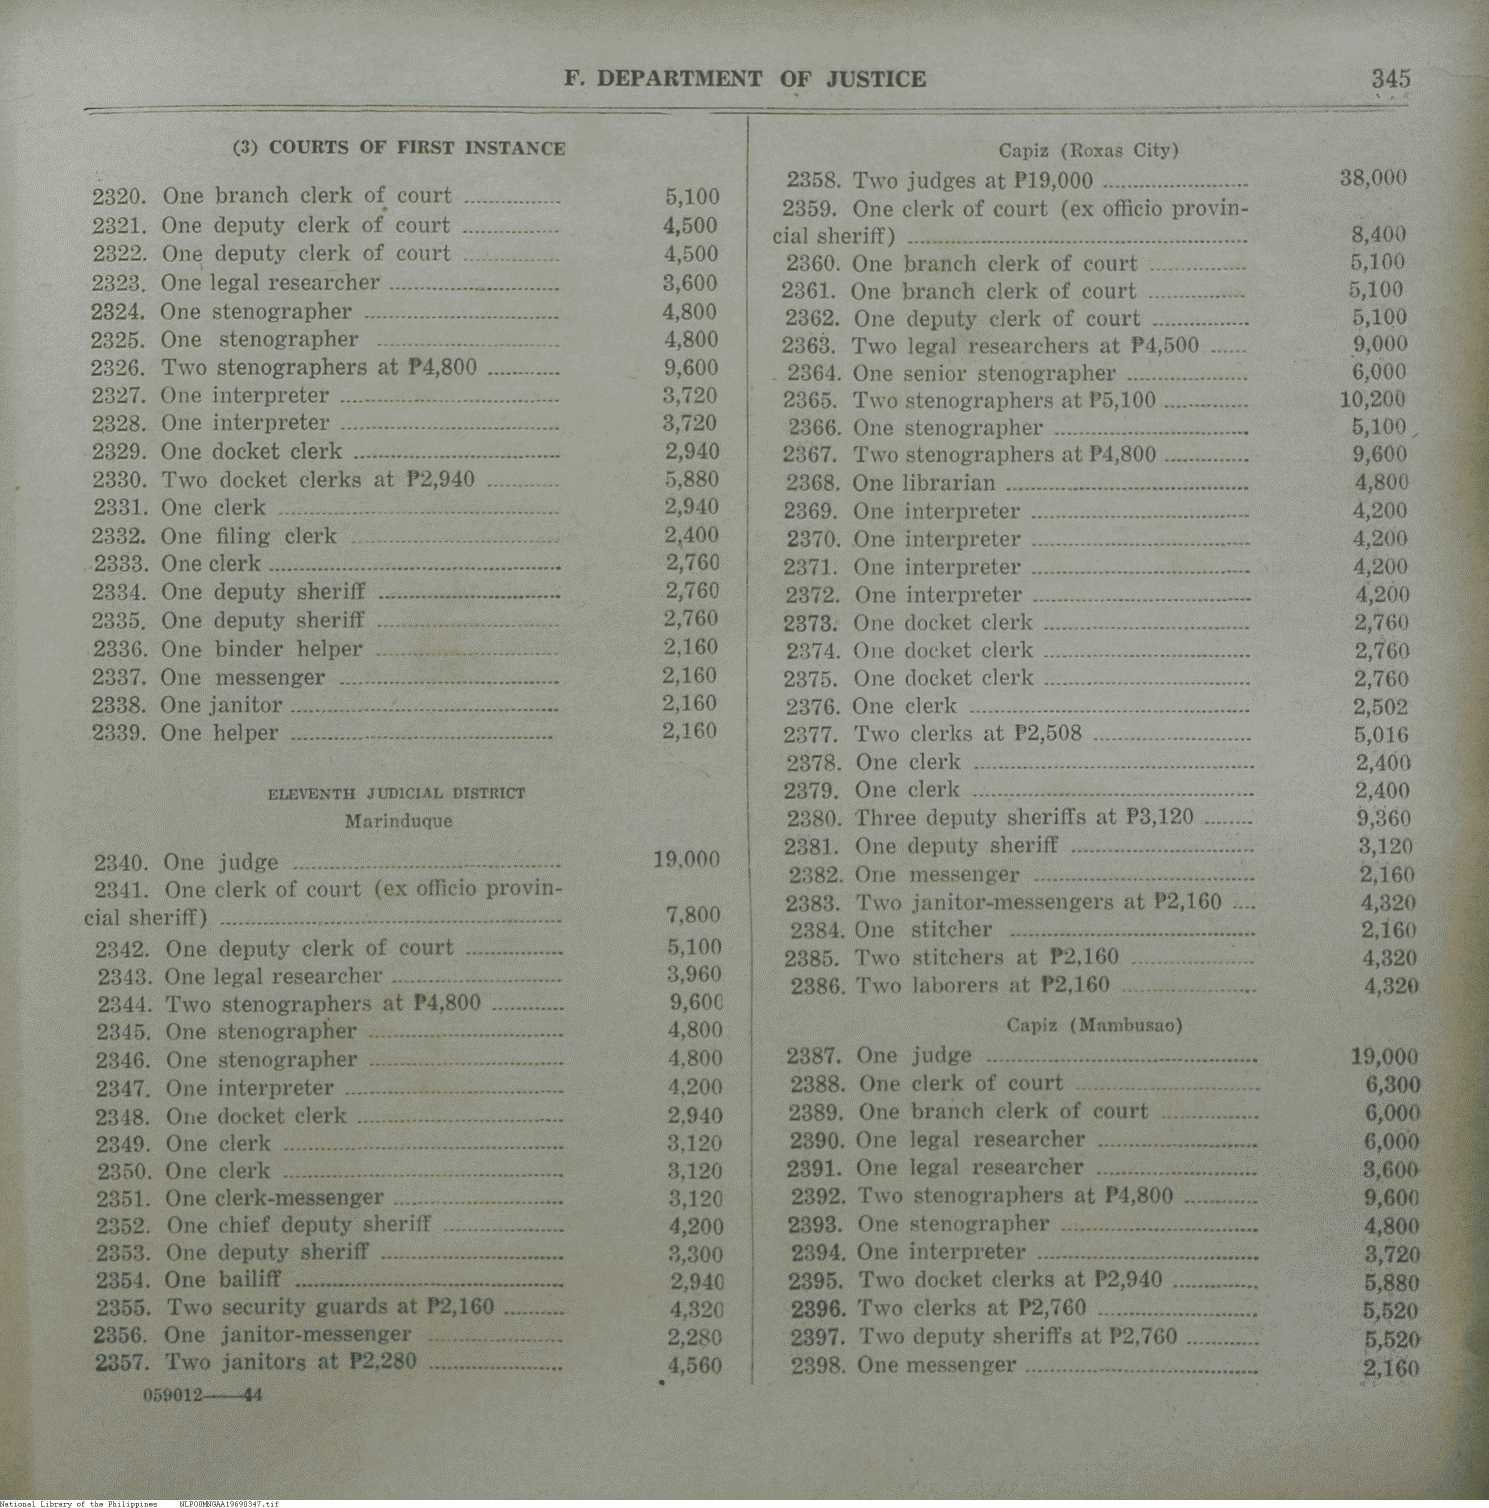 F. DEPARTMENT OF JUSTICE 345
(3) COURTS OF FIRST INSTANCE
2320. One branch clerk of court ................ 5,100
2321. One deputy clerk of court ................ 4,500
2322. One deputy clerk of court ................ 4,500
2323. One legal researcher ................ 3,600
2324. One stenographer ................ 4,800
2325. One stenographer ................ 4,800
2326. Two stenographers at ₱4,800 ............ 9,600
2327. One interpreter ................ 3,720
2328. One interpreter ................ 3,720
2329. One docket clerk ................ 2,940
2330. Two docket clerks at ₱2,940 ............ 5,880
2331. One clerk ................ 2,940
2332. One filing clerk ................ 2,400
2333. One clerk ................ 2,760
2334. One deputy sheriff ................ 2,760
2335. One deputy sheriff ................ 2,760
2336. One binder helper ................ 2,160
2337. One messenger ................ 2,160
2338. One janitor ................ 2,160
2339. One helper ................ 2,160
ELEVENTH JUDICIAL DISTRICT
Marinduque
2340. One judge ................ 19,000
2341. One clerk of court (ex officio provin-
cial sheriff) ................ 7,800
2342. One deputy clerk of court ................ 5,100
2343. One legal researcher ................ 3,960
2344. Two stenographers at ₱4,800 ............ 9,600
2345. One stenographer ................ 4,800
2346. One stenographer ................ 4,800
2347. One interpreter ................ 4,200
2348. One docket clerk ................ 2,940
2349. One clerk ................ 3,120
2350. One clerk ................ 3,120
2351. One clerk-messenger ................ 3,120
2352. One chief deputy sheriff ................ 4,200
2353. One deputy sheriff ................ 3,300
2354. One bailiff ................ 2,940
2355. Two security guards at ₱2,160 .......... 4,320
2356. One janitor-messenger ................ 2,280
2357. Two janitors at ₱2,280 ................ 4,560
059012——44
Capiz (Roxas City)
2358. Two judges at ₱19,000 ................ 38,000
2359. One clerk of court (ex officio provin-
cial sheriff) ................ 8,400
2360. One branch clerk of court ................ 5,100
2361. One branch clerk of court ................ 5,100
2362. One deputy clerk of court ................ 5,100
2363. Two legal researchers at ₱4,500 ...... 9,000
2364. One senior stenographer ................ 6,000
2365. Two stenographers at ₱5,100 .............. 10,200
2366. One stenographer ................ 5,100
2367. Two stenographers at ₱4,800 .............. 9,600
2368. One librarian ................ 4,800
2369. One interpreter ................ 4,200
2370. One interpreter ................ 4,200
2371. One interpreter ................ 4,200
2372. One interpreter ................ 4,200
2373. One docket clerk ................ 2,760
2374. One docket clerk ................ 2,760
2375. One docket clerk ................ 2,760
2376. One clerk ................ 2,502
2377. Two clerks at ₱2,508 ................ 5,016
2378. One clerk ................ 2,400
2379. One clerk ................ 2,400
2380. Three deputy sheriffs at ₱3,120 ........ 9,360
2381. One deputy sheriff ................ 3,120
2382. One messenger ................ 2,160
2383. Two janitor-messengers at ₱2,160 .... 4,320
2384. One stitcher ................ 2,160
2385. Two stitchers at ₱2,160 ................ 4,320
2386. Two laborers at ₱2,160 ................ 4,320
Capiz (Mambusao)
2387. One judge ................ 19,000
2388. One clerk of court ................ 6,300
2389. One branch clerk of court ................ 6,000
2390. One legal researcher ................ 6,000
2391. One legal researcher ................ 3,600
2392. Two stenographers at ₱4,800 ............ 9,600
2393. One stenographer ................ 4,800
2394. One interpreter ................ 3,720
2395. Two docket clerks at ₱2,940 .............. 5,880
2396. Two clerks at ₱2,760 ................ 5,520
2397. Two deputy sheriffs at ₱2,760 ............ 5,520
2398. One messenger ................ 2,160
National Library of the Philippines NLPOOMNGAA19690347.tif